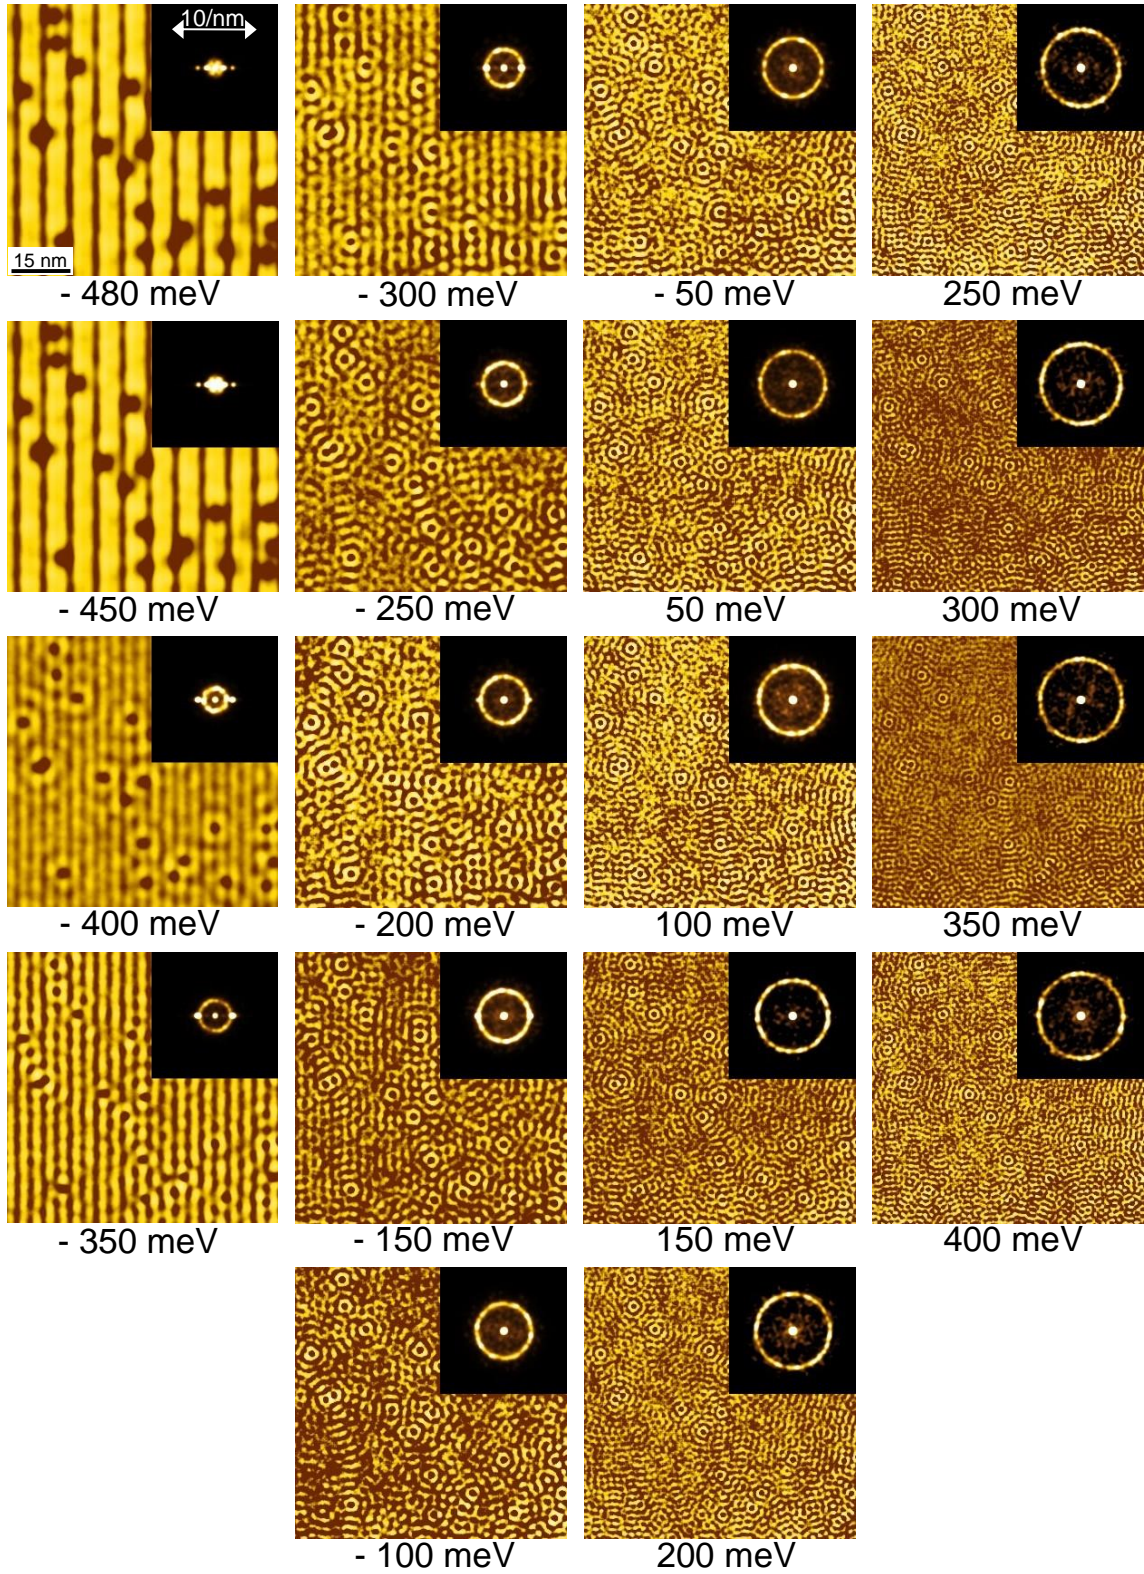 10/nm
15 nm
- 480 meV
- 300 meV
- 50 meV
250 meV
- 450 meV
- 250 meV
50 meV
300 meV
- 400 meV
- 200 meV
100 meV
350 meV
- 350 meV
- 150 meV
150 meV
400 meV
- 100 meV
200 meV